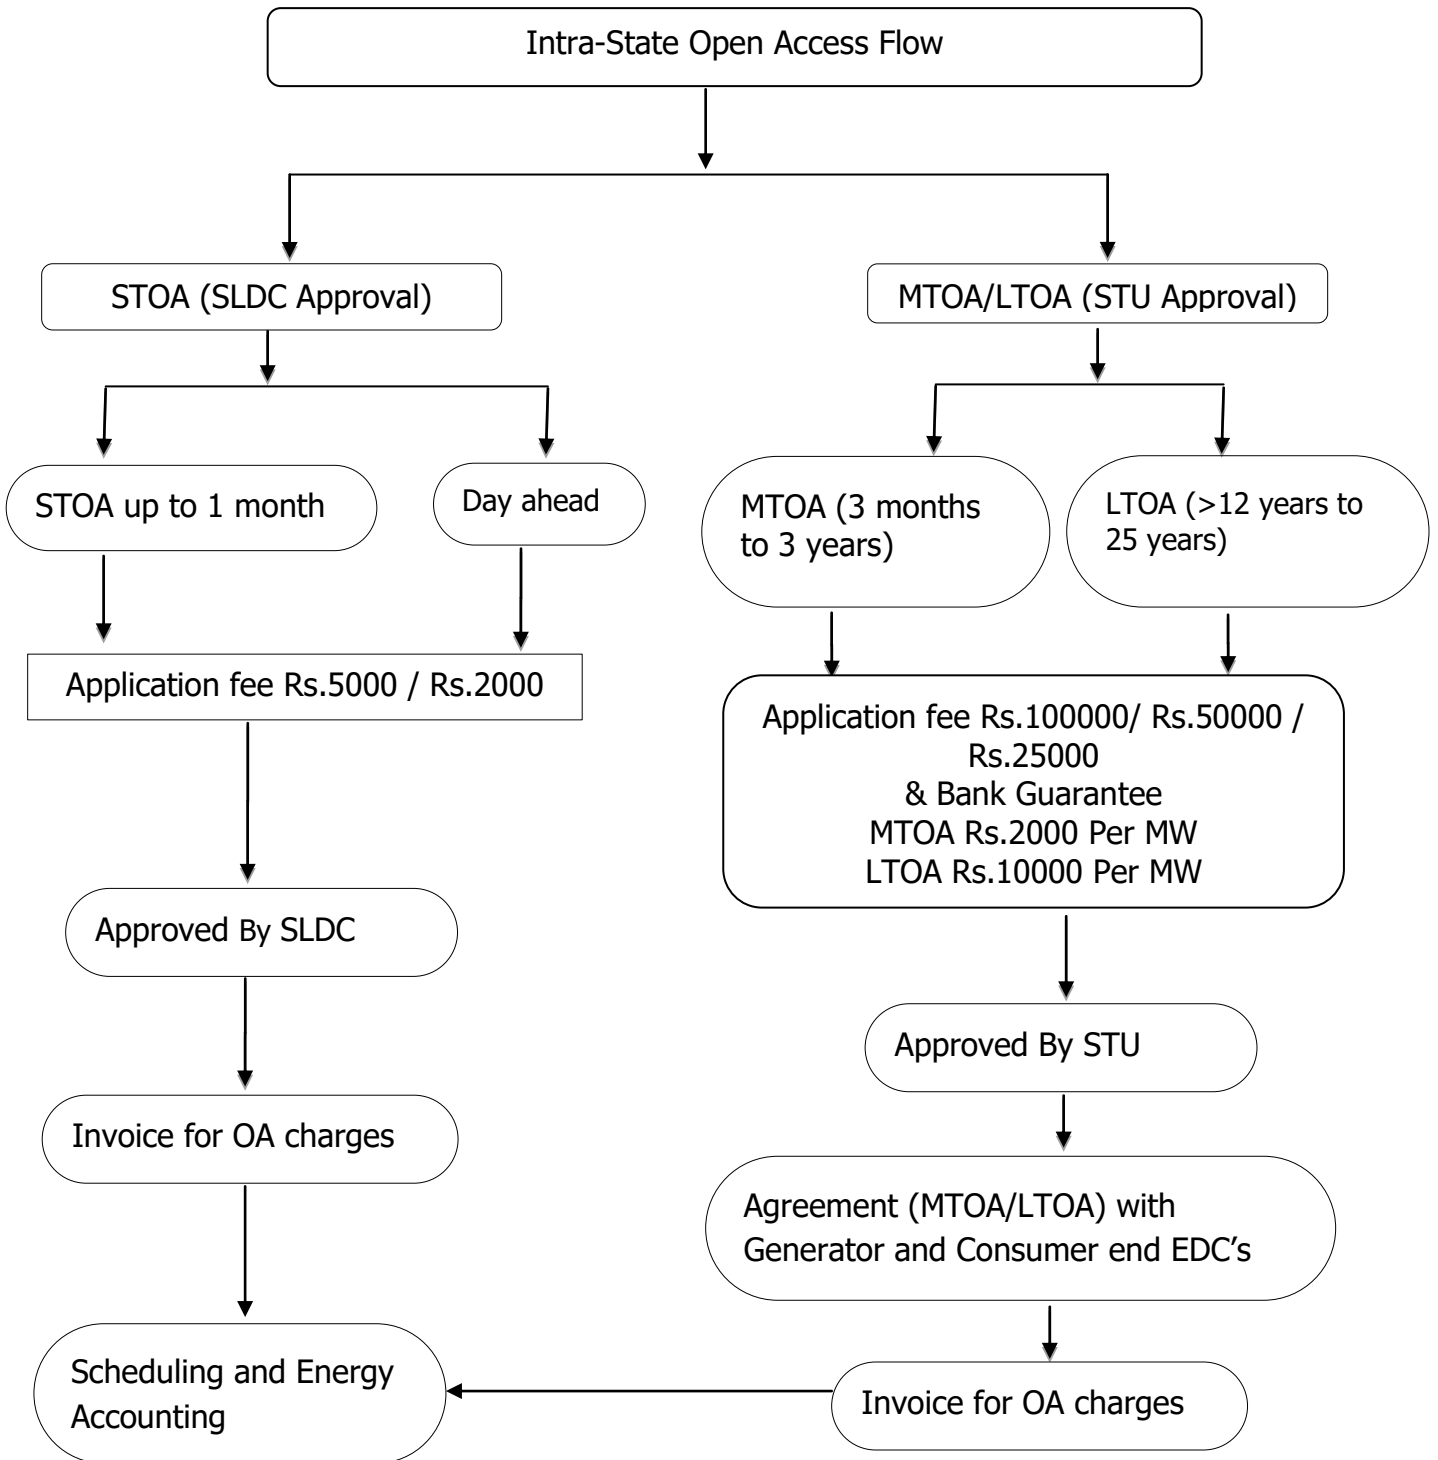 Intra-State Open Access Flow
STOA (SLDC Approval)
MTOA/LTOA (STU Approval)
STOA up to 1 month
Day ahead
MTOA (3 months
to 3 years)
LTOA (>12 years to
25 years)
Application fee Rs.5000 / Rs.2000
Application fee Rs.100000/ Rs.50000 /
Rs.25000
& Bank Guarantee
MTOA Rs.2000 Per MW
LTOA Rs.10000 Per MW
Approved By SLDC
Approved By STU
Invoice for OA charges
Agreement (MTOA/LTOA) with
Generator and Consumer end EDC’s
Scheduling and Energy
Accounting
Invoice for OA charges